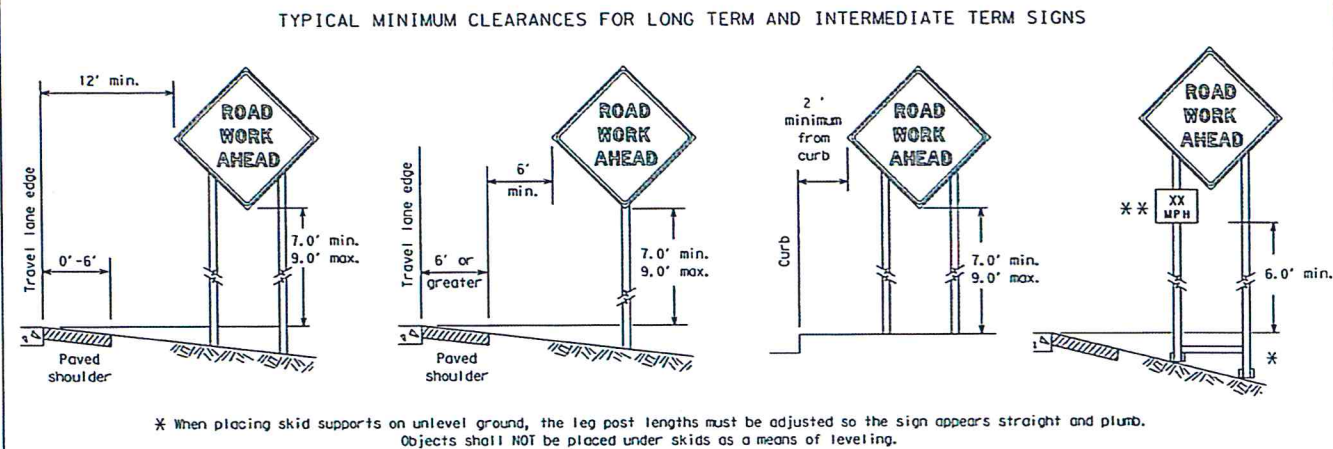 TYPICAL MINIMUM CLEARANCES FOR LONG TERM AND INTERMEDIATE TERM SIGNS
12' min.
ROAD
WORK
AHEAD
Travel lane edge
0'-6'
7.0' min.
9.0' max.
Paved
shoulder
ROAD
WORK
AHEAD
6'
min.
Travel lane edge
6' or
greater
7.0' min.
9.0' max.
Paved
shoulder
2 '
minimum
from
curb
ROAD
WORK
AHEAD
Curb
7.0' min.
9.0' max.
ROAD
WORK
AHEAD
* *
XX
MPH
6.0' min.
*
* When placing skid supports on unlevel ground, the leg post lengths must be adjusted so the sign appears straight and plumb.
Objects shall NOT be placed under skids as a means of leveling.